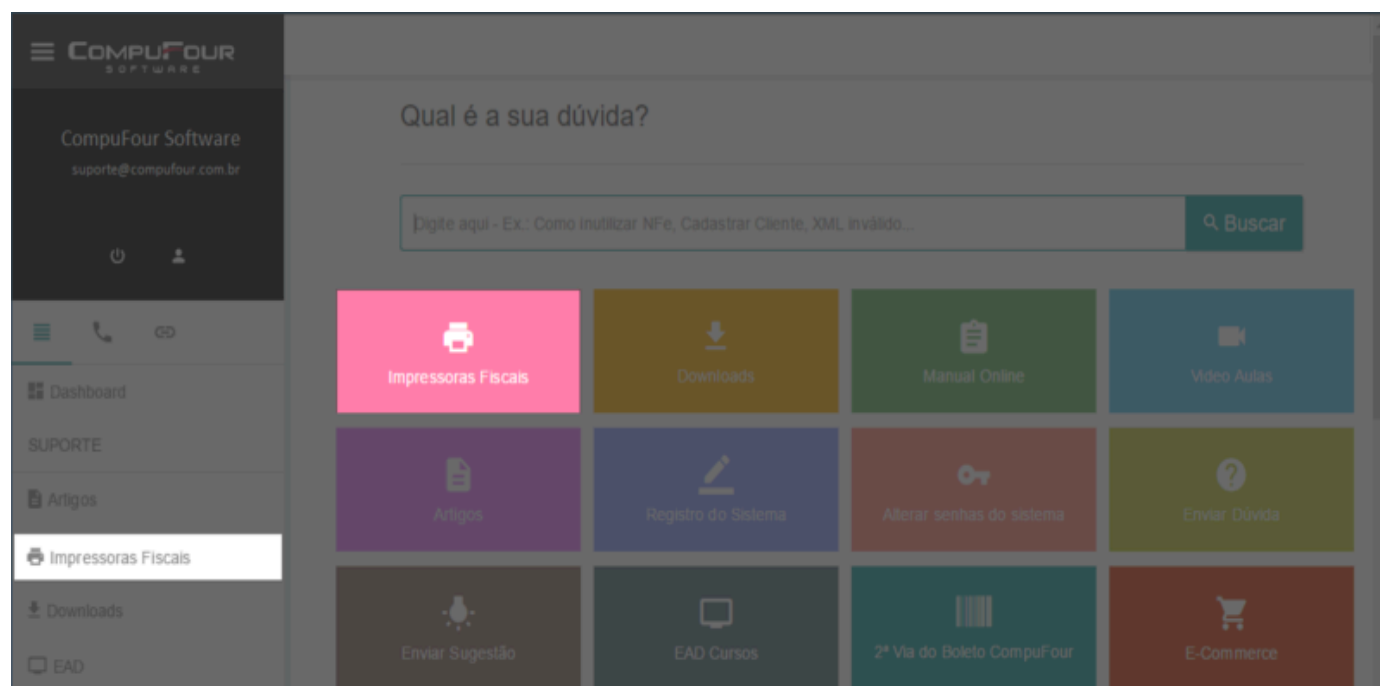 COMPUFOUR
SOFTWARE
CompuFour Software
suporte@compufour.com.br
Dashboard
SUPORTE
Artigos
Impressoras Fiscais
Downloads
EAD
Qual é a sua dúvida?
Digite aqui - Ex.: Como inutilizar NFe, Cadastrar Cliente, XML inválido...
Buscar
Impressoras Fiscais
Downloads
Manual Online
Video Aulas
Artigos
Registro do Sistema
Alterar senhas do sistema
Enviar Dúvida
Enviar Sugestão
EAD Cursos
2ª Via do Boleto CompuFour
E-Commerce